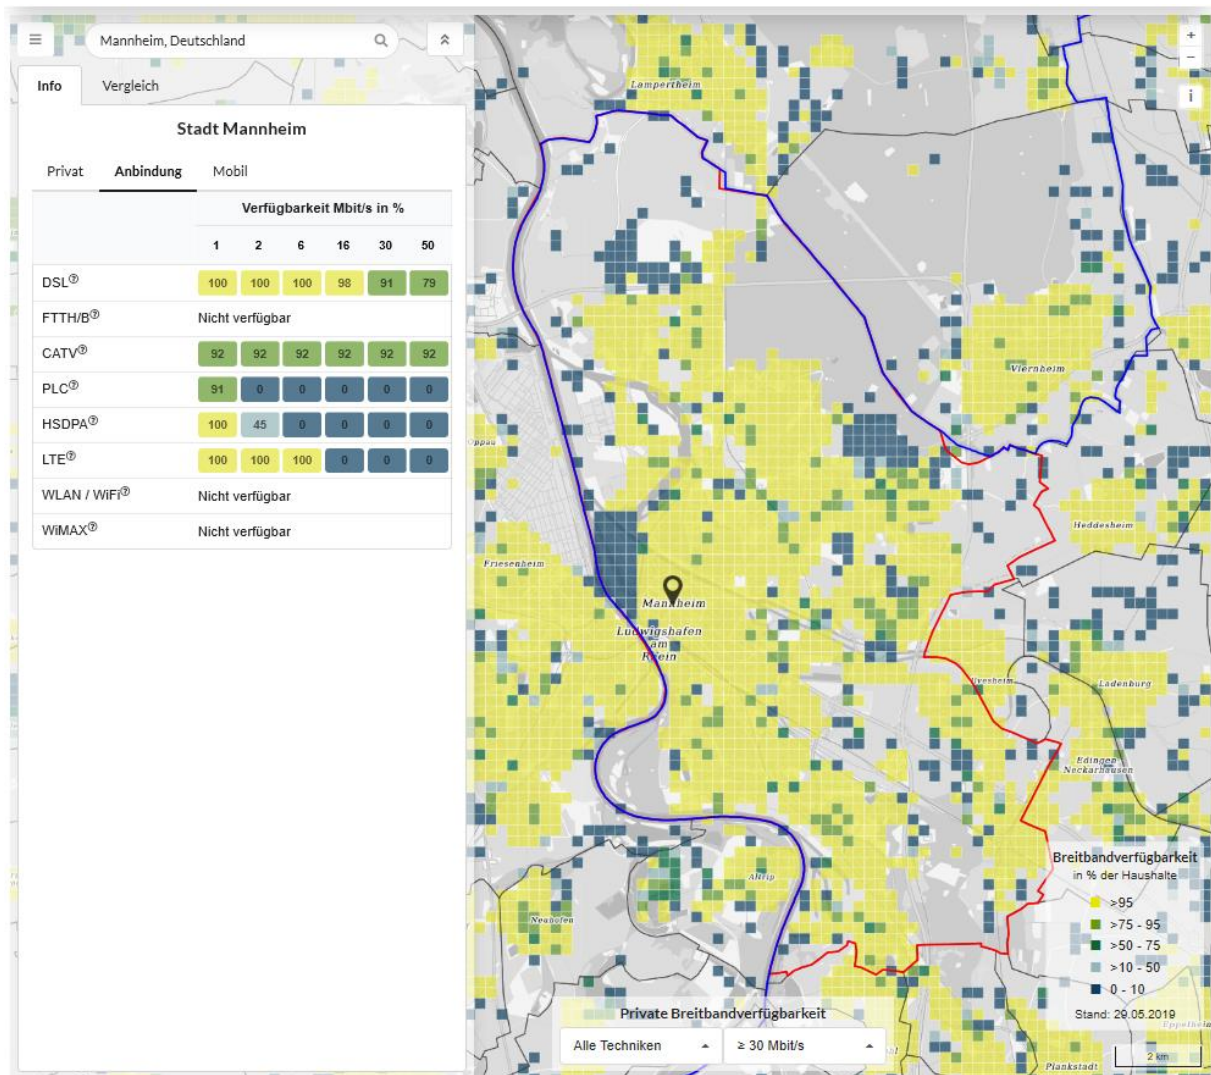 Mannheim, Deutschland
Info Vergleich
Stadt Mannheim
Privat Anbindung Mobil
Verfügbarkeit Mbit/s in %
1 2 6 16 30 50
DSL 100 100 100 98 91 79
FTTH/B Nicht verfügbar
CATV 92 92 92 92 92 92
PLC 91 0 0 0 0 0
HSDPA 100 45 0 0 0 0
LTE 100 100 100 0 0 0
WLAN / WiFi Nicht verfügbar
WiMAX Nicht verfügbar
+
−
i
Lampertheim
Viernheim
Oppau
Heddesheim
Friesenheim
Mannheim
Ludwigshafen
am
Rhein
Ilvesheim
Ladenburg
Edingen
Neckarhausen
Altrip
Neuhofen
Breitbandverfügbarkeit
in % der Haushalte
>95
>75 - 95
>50 - 75
>10 - 50
0 - 10
Stand: 29.05.2019
Private Breitbandverfügbarkeit
Alle Techniken ≥ 30 Mbit/s
Eppelheim
2 km
Plankstadt